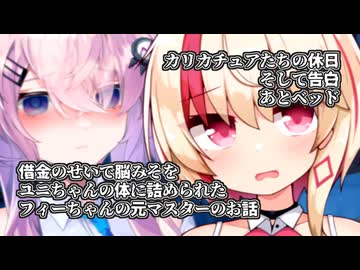 カリカチュアたちの休日
そして告白
あとベッド
借金のせいで脳みそを
ユニちゃんの体に詰められた
フィーちゃんの元マスターのお話